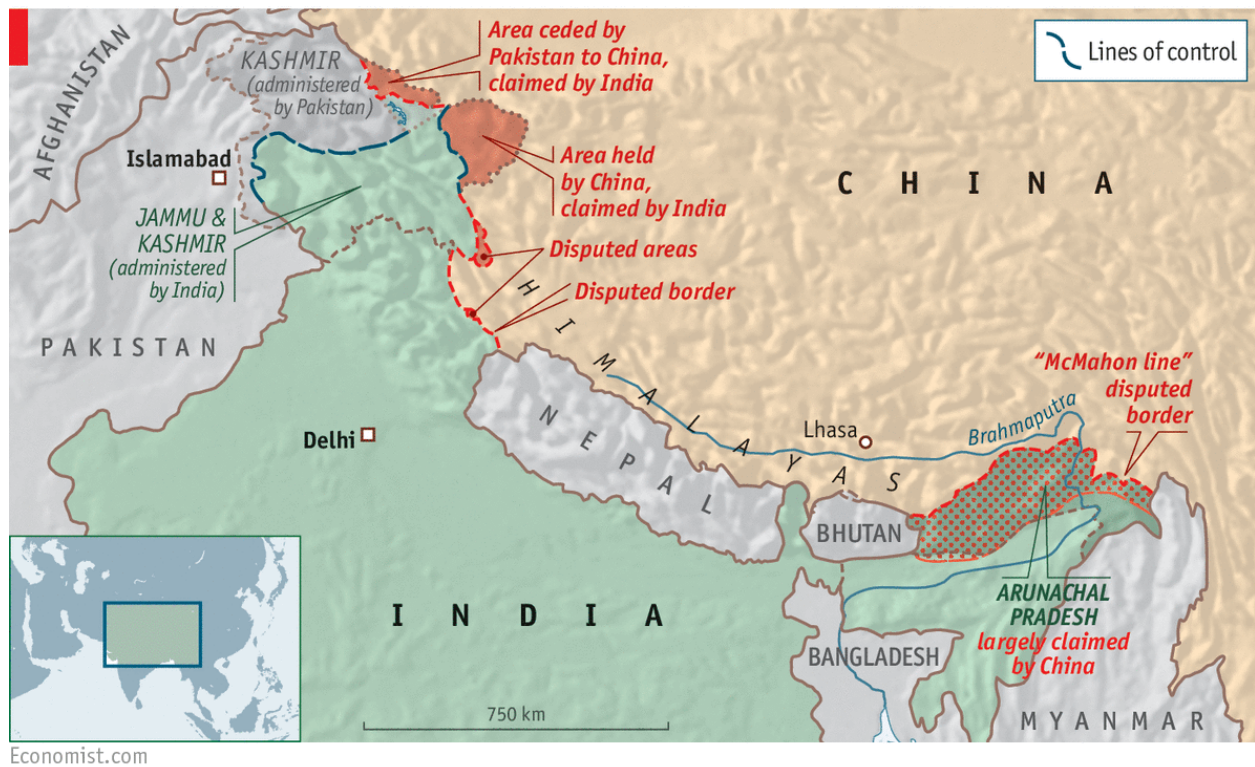 AFGHANISTAN
KASHMIR
(administered
by Pakistan)
Area ceded by
Pakistan to China,
claimed by India
Lines of control
Islamabad
Area held
by China,
claimed by India
CHINA
JAMMU &
KASHMIR
(administered
by India)
Disputed areas
Disputed border
PAKISTAN
HIMALAYAS
"McMahon line"
disputed
border
Delhi
NEPAL
Lhasa
Brahmaputra
BHUTAN
INDIA
ARUNACHAL
PRADESH
largely claimed
by China
BANGLADESH
750 km
MYANMAR
Economist.com